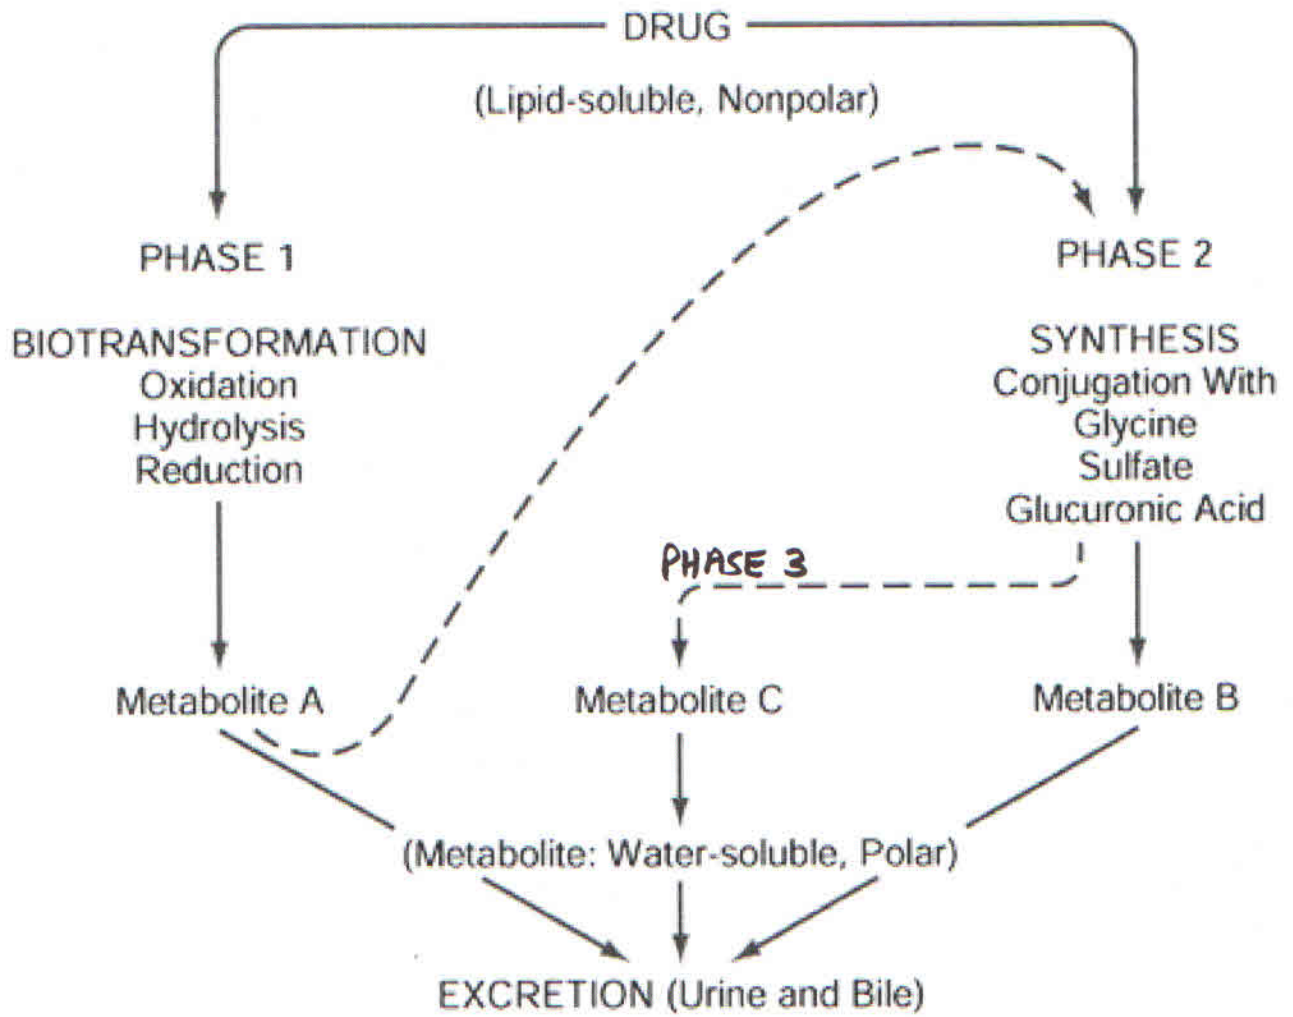 DRUG
(Lipid-soluble, Nonpolar)
PHASE 1
BIOTRANSFORMATION
Oxidation
Hydrolysis
Reduction
PHASE 2
SYNTHESIS
Conjugation With
Glycine
Sulfate
Glucuronic Acid
PHASE 3
Metabolite A
Metabolite C
Metabolite B
(Metabolite: Water-soluble, Polar)
EXCRETION (Urine and Bile)